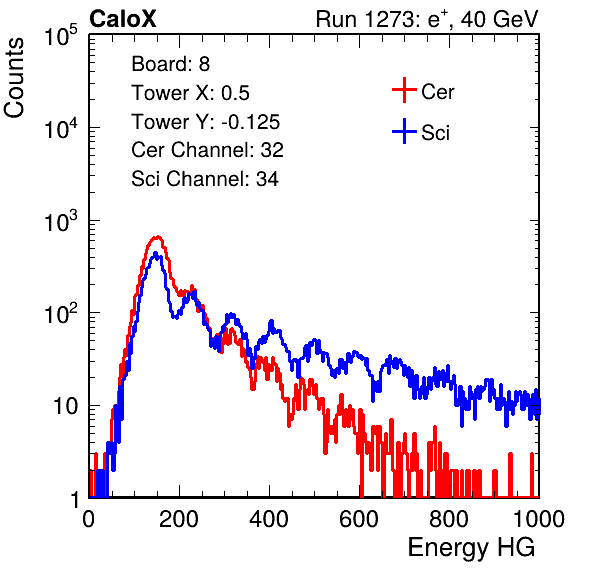 CaloX Run 1273: e⁺, 40 GeV
Counts
Board: 8
Tower X: 0.5
Tower Y: -0.125
Cer Channel: 32
Sci Channel: 34
Cer
Sci
10⁵
10⁴
10³
10²
10
1
0 200 400 600 800 1000
Energy HG